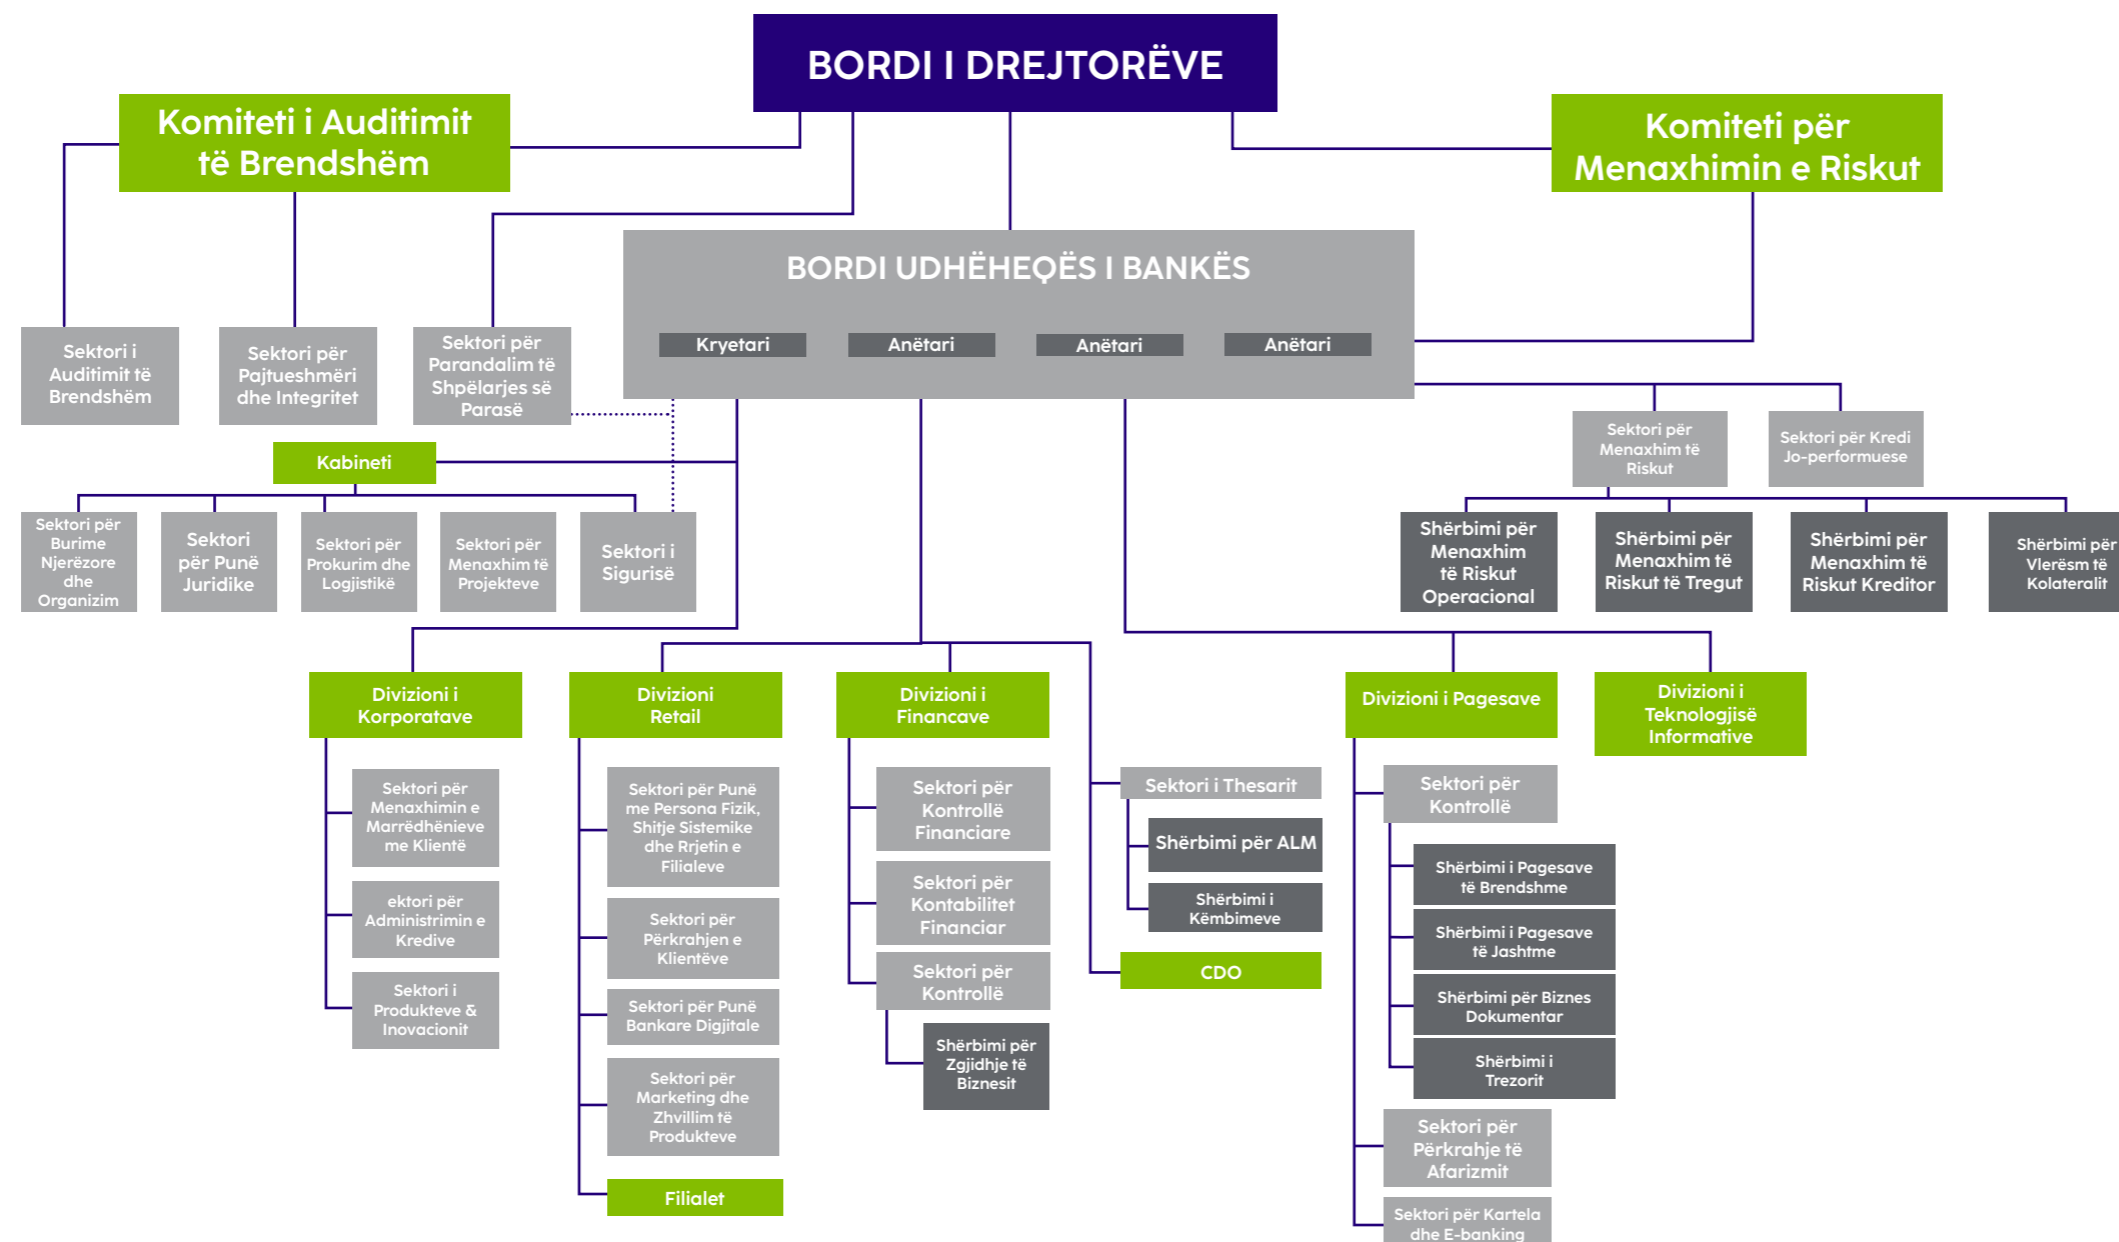 BORDI I DREJTORËVE
Komiteti i Auditimit
të Brendshëm
Komiteti për
Menaxhimin e Riskut
BORDI UDHËHEQËS I BANKËS
Kryetari
Anëtari
Anëtari
Anëtari
Sektori i
Auditimit të
Brendshëm
Sektori për
Pajtueshmëri
dhe Integritet
Sektori për
Parandalim të
Shpëlarjes së
Parasë
Kabineti
Sektori për
Menaxhim të
Riskut
Sektori për Kredi
Jo-performuese
Sektori për
Burime
Njerëzore
dhe
Organizim
Sektori
për Punë
Juridike
Sektori për
Prokurim dhe
Logjistikë
Sektori për
Menaxhim të
Projekteve
Sektori i
Sigurisë
Shërbimi për
Menaxhim
të Riskut
Operacional
Shërbimi për
Menaxhim të
Riskut të Tregut
Shërbimi për
Menaxhim të
Riskut Kreditor
Shërbimi për
Vlerësm të
Kolateralit
Divizioni i
Korporatave
Sektori për
Menaxhimin e
Marrëdhënieve
me Klientë
ektori për
Administrimin e
Kredive
Sektori i
Produkteve &
Inovacionit
Divizioni
Retail
Sektori për Punë
me Persona Fizik,
Shitje Sistemike
dhe Rrjetin e
Filialeve
Sektori për
Përkrahjen e
Klientëve
Sektori për Punë
Bankare Digjitale
Sektori për
Marketing dhe
Zhvillim të
Produkteve
Filialet
Divizioni i
Financave
Sektori për
Kontrollë
Financiare
Sektori për
Kontabilitet
Financiar
Sektori për
Kontrollë
Shërbimi për
Zgjidhje të
Biznesit
Sektori i Thesarit
Shërbimi për ALM
Shërbimi i
Këmbimeve
CDO
Divizioni i Pagesave
Sektori për
Kontrollë
Shërbimi i Pagesave
të Brendshme
Shërbimi i Pagesave
të Jashtme
Shërbimi për Biznes
Dokumentar
Shërbimi i
Trezorit
Sektori për
Përkrahje të
Afarizmit
Sektori për Kartela
dhe E-banking
Divizioni i
Teknologjisë
Informative